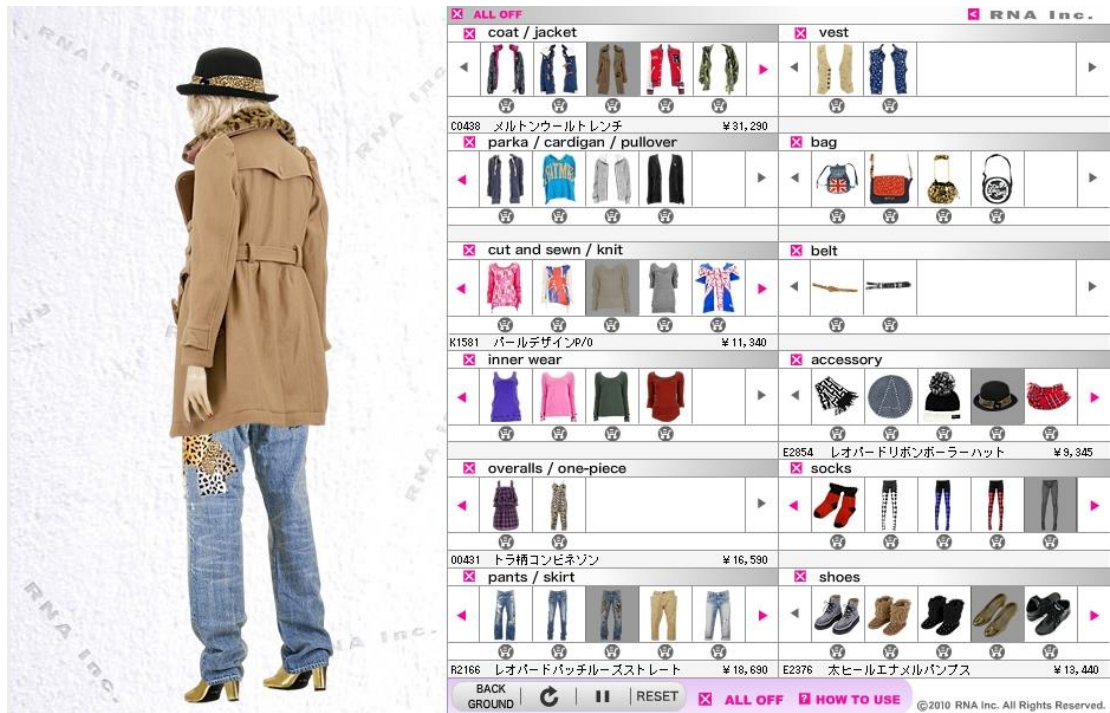 RNA Inc.
ALL OFF
RNA Inc.
coat / jacket
vest
C0438 メルトンウールトレンチ ¥31,290
parka / cardigan / pullover
bag
cut and sewn / knit
belt
K1581 パールデザインP/O ¥11,340
inner wear
accessory
E2854 レオパードリボンボーラーハット ¥9,345
overalls / one-piece
socks
O0431 トラ柄コンビネゾン ¥16,590
pants / skirt
shoes
R2166 レオパードパッチルーズストレート ¥18,690
E2376 太ヒールエナメルパンプス ¥13,440
BACK GROUND
RESET
ALL OFF
? HOW TO USE
©2010 RNA Inc. All Rights Reserved.